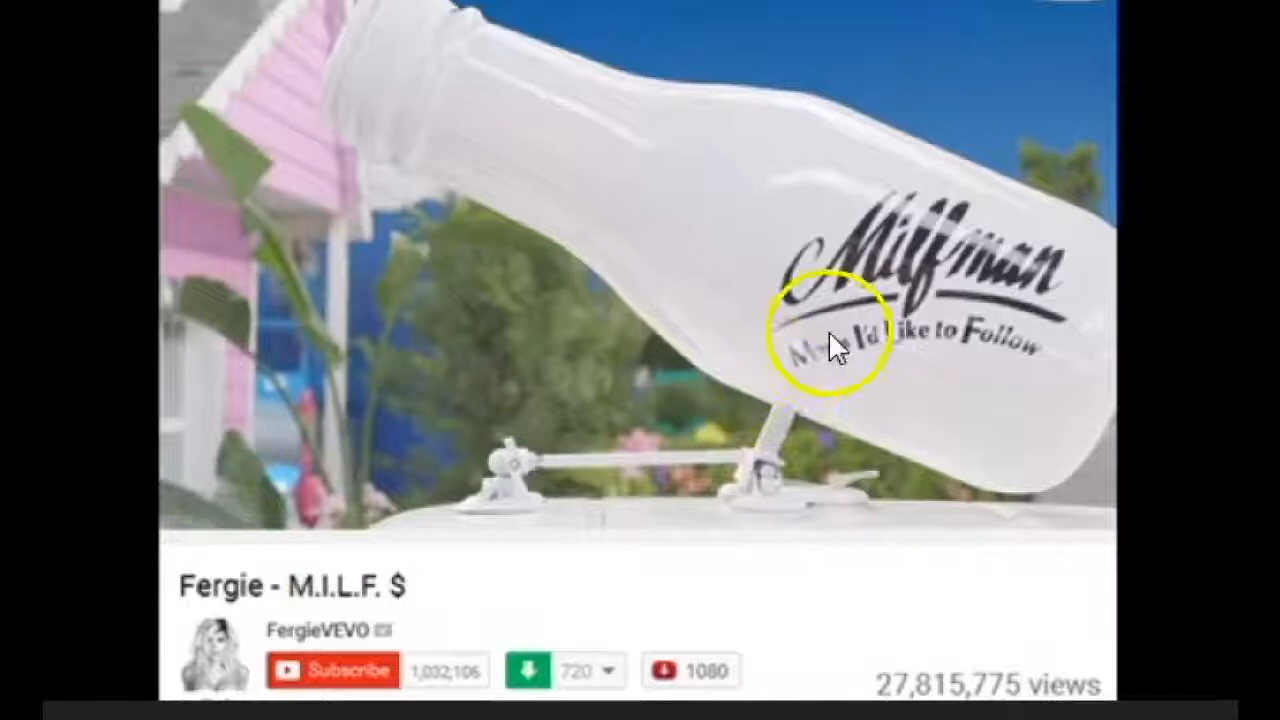 Milfman
I'd Like to Follow
Fergie - M.I.L.F. $
FergieVEVO
Subscribe 1,032,106 720 1080
27,815,775 views